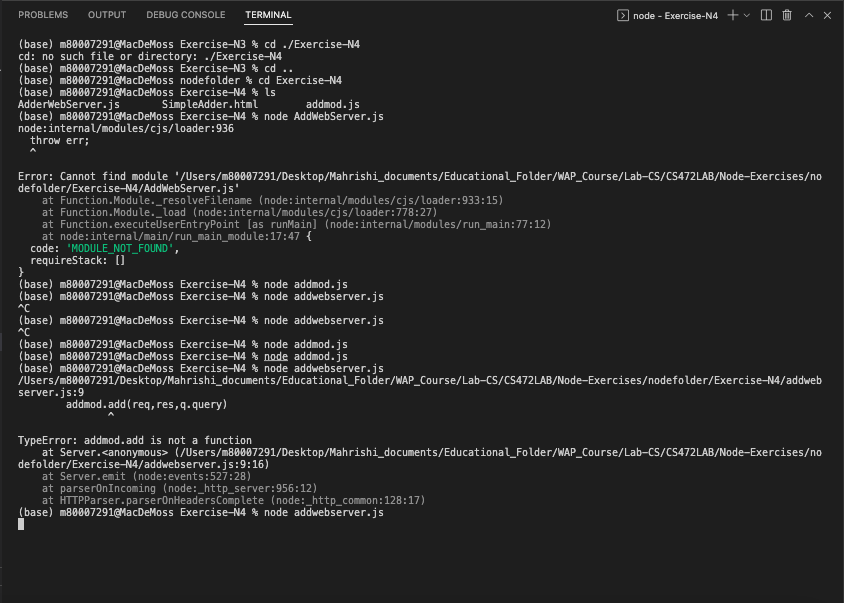 PROBLEMS OUTPUT DEBUG CONSOLE TERMINAL node - Exercise-N4
(base) m80007291@MacDeMoss Exercise-N3 % cd ./Exercise-N4
cd: no such file or directory: ./Exercise-N4
(base) m80007291@MacDeMoss Exercise-N3 % cd ..
(base) m80007291@MacDeMoss nodefolder % cd Exercise-N4
(base) m80007291@MacDeMoss Exercise-N4 % ls
AdderWebServer.js SimpleAdder.html addmod.js
(base) m80007291@MacDeMoss Exercise-N4 % node AddWebServer.js
node:internal/modules/cjs/loader:936
throw err;
^
Error: Cannot find module '/Users/m80007291/Desktop/Mahrishi_documents/Educational_Folder/WAP_Course/Lab-CS/CS472LAB/Node-Exercises/no
defolder/Exercise-N4/AddWebServer.js'
at Function.Module._resolveFilename (node:internal/modules/cjs/loader:933:15)
at Function.Module._load (node:internal/modules/cjs/loader:778:27)
at Function.executeUserEntryPoint [as runMain] (node:internal/modules/run_main:77:12)
at node:internal/main/run_main_module:17:47 {
code: 'MODULE_NOT_FOUND',
requireStack: []
}
(base) m80007291@MacDeMoss Exercise-N4 % node addmod.js
(base) m80007291@MacDeMoss Exercise-N4 % node addwebserver.js
^C
(base) m80007291@MacDeMoss Exercise-N4 % node addwebserver.js
^C
(base) m80007291@MacDeMoss Exercise-N4 % node addmod.js
(base) m80007291@MacDeMoss Exercise-N4 % node addmod.js
(base) m80007291@MacDeMoss Exercise-N4 % node addwebserver.js
/Users/m80007291/Desktop/Mahrishi_documents/Educational_Folder/WAP_Course/Lab-CS/CS472LAB/Node-Exercises/nodefolder/Exercise-N4/addweb
server.js:9
addmod.add(req,res,q.query)
^
TypeError: addmod.add is not a function
at Server.<anonymous> (/Users/m80007291/Desktop/Mahrishi_documents/Educational_Folder/WAP_Course/Lab-CS/CS472LAB/Node-Exercises/no
defolder/Exercise-N4/addwebserver.js:9:16)
at Server.emit (node:events:527:28)
at parserOnIncoming (node:_http_server:956:12)
at HTTPParser.parserOnHeadersComplete (node:_http_common:128:17)
(base) m80007291@MacDeMoss Exercise-N4 % node addwebserver.js